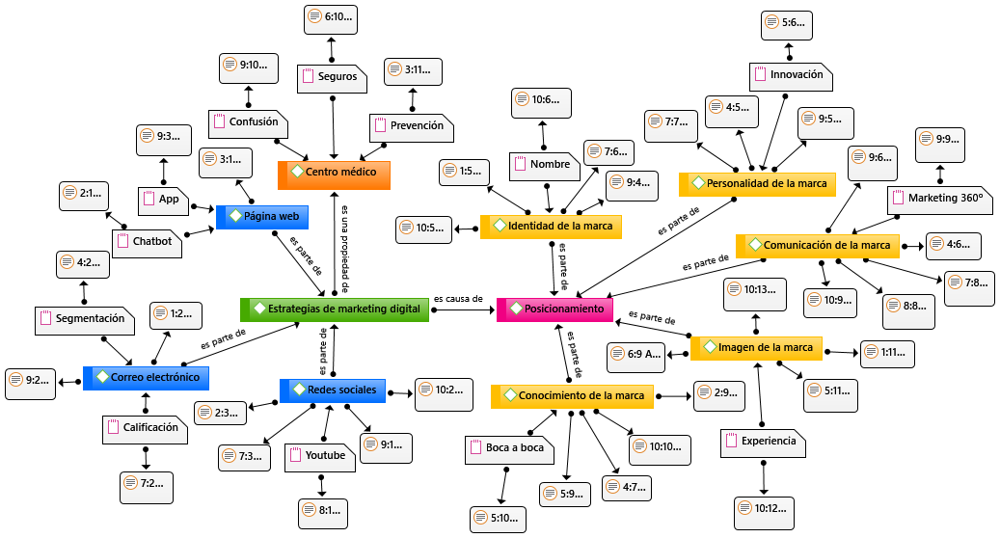 6:10...
5:6...
9:10...
Seguros
3:11...
Innovación
10:6...
4:5...
Confusión
Prevención
7:7...
9:5...
9:3...
9:9...
3:1...
7:6...
9:6...
Nombre
1:5...
Centro médico
9:4...
Personalidad de la marca
2:1...
App
Marketing 360º
Página web
es una propiedad de
es parte de
10:5...
Identidad de la marca
Chatbot
Comunicación de la marca
4:6...
4:2...
es parte de
es parte de
es parte de
7:8...
10:13...
10:9...
8:8...
Segmentación
1:2...
es causa de
Estrategias de marketing digital
Posicionamiento
es parte de
es parte de
es parte de
es parte de
6:9 A...
Imagen de la marca
1:11...
9:2...
Correo electrónico
Redes sociales
10:2...
Conocimiento de la marca
2:9...
5:11...
2:3...
Calificación
7:3...
Youtube
9:1...
Boca a boca
10:10...
Experiencia
7:2...
8:1...
5:10...
5:9...
4:7...
10:12...